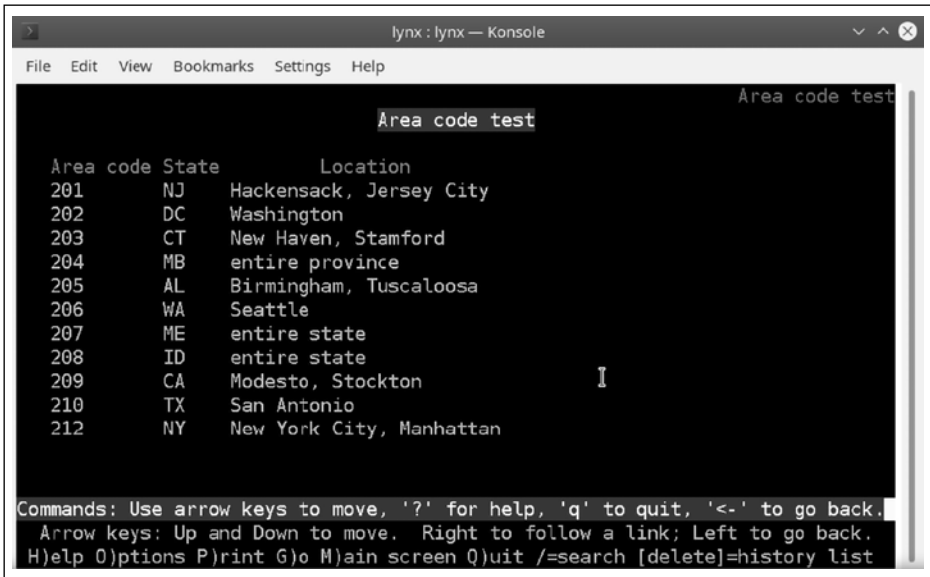 lynx : lynx — Konsole
File Edit View Bookmarks Settings Help
Area code test
Area code test
Area code State Location
201 NJ Hackensack, Jersey City
202 DC Washington
203 CT New Haven, Stamford
204 MB entire province
205 AL Birmingham, Tuscaloosa
206 WA Seattle
207 ME entire state
208 ID entire state
209 CA Modesto, Stockton
210 TX San Antonio
212 NY New York City, Manhattan
Commands: Use arrow keys to move, '?' for help, 'q' to quit, '<-' to go back.
Arrow keys: Up and Down to move. Right to follow a link; Left to go back.
H)elp O)ptions P)rint G)o M)ain screen Q)uit /=search [delete]=history list